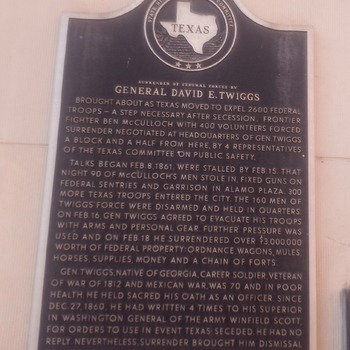 TEXAS
SURRENDER OF FEDERAL FORCES BY
GENERAL DAVID E. TWIGGS
BROUGHT ABOUT AS TEXAS MOVED TO EXPEL 2600 FEDERAL
TROOPS — A STEP NECESSARY AFTER SECESSION. FRONTIER
FIGHTER BEN McCULLOCH WITH 400 VOLUNTEERS FORCED
SURRENDER NEGOTIATED AT HEADQUARTERS OF GEN. TWIGGS
A BLOCK AND A HALF FROM HERE, BY 4 REPRESENTATIVES
OF THE TEXAS COMMITTEE ON PUBLIC SAFETY.
TALKS BEGAN FEB. 8, 1861, WERE STALLED BY FEB. 15. THAT
NIGHT 90 OF McCULLOCH'S MEN STOLE IN, FIXED GUNS ON
FEDERAL SENTRIES AND GARRISON IN ALAMO PLAZA. 300
MORE TEXAS TROOPS ENTERED THE CITY. THE 160 MEN OF
TWIGGS' FORCE WERE DISARMED AND HELD IN QUARTERS
ON FEB. 16. GEN. TWIGGS AGREED TO EVACUATE HIS TROOPS
WITH ARMS AND PERSONAL GEAR. FURTHER PRESSURE WAS
USED AND ON FEB. 18 HE SURRENDERED OVER $3,000,000
WORTH OF FEDERAL PROPERTY: ORDNANCE, WAGONS, MULES,
HORSES, SUPPLIES, MONEY AND A CHAIN OF FORTS.
GEN. TWIGGS, NATIVE OF GEORGIA, CAREER SOLDIER, VETERAN
OF WAR OF 1812 AND MEXICAN WAR, WAS 70 AND IN POOR
HEALTH. HE HELD SACRED HIS OATH AS AN OFFICER. SINCE
DEC. 27, 1860, HE HAD WRITTEN 4 TIMES TO HIS SUPERIOR
IN WASHINGTON GENERAL OF THE ARMY WINFIELD SCOTT,
FOR ORDERS TO USE IN EVENT TEXAS SECEDED. HE HAD NO
REPLY. NEVERTHELESS, SURRENDER BROUGHT HIM DISMISSAL